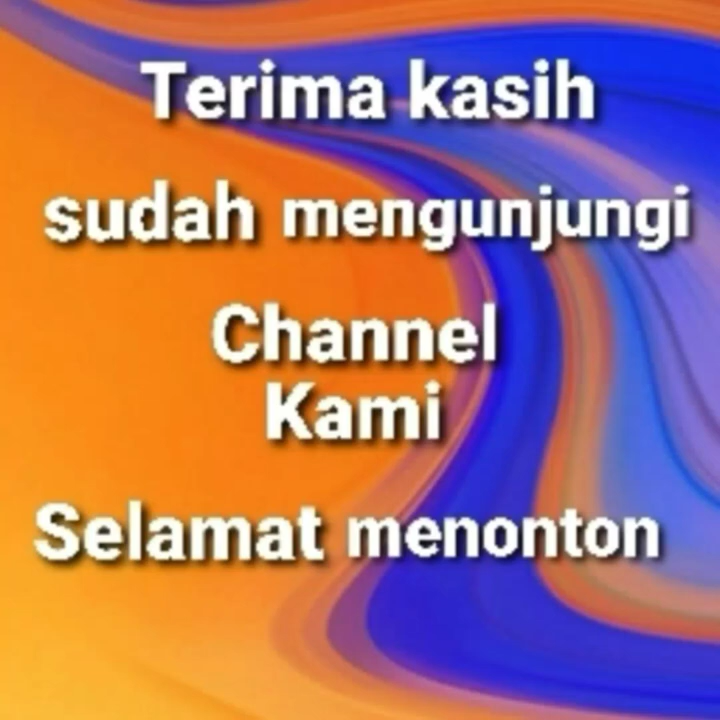 Terima kasih
sudah mengunjungi
Channel
Kami
Selamat menonton